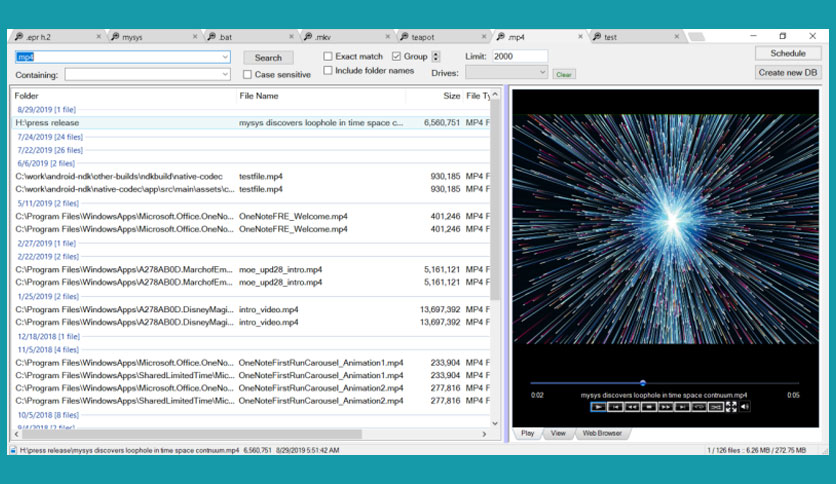 .epr h.2 mysys .bat .mkv teapot .mp4 test
.mp4 Search Exact match Group Limit: 2000 Schedule
Containing: Case sensitive Include folder names Drives: Clear Create new DB
Folder File Name Size File Ty
8/29/2019 [1 file]
H:\press release mysys discovers loophole in time space c... 6,560,751 MP4 F
7/24/2019 [24 files]
7/22/2019 [26 files]
6/6/2019 [2 files]
C:\work\android-ndk\other-builds\ndkbuild\native-codec testfile.mp4 930,185 MP4 F
C:\work\android-ndk\native-codec\app\src\main\assets\c... testfile.mp4 930,185 MP4 F
5/11/2019 [2 files]
C:\Program Files\WindowsApps\Microsoft.Office.OneNo... OneNoteFRE_Welcome.mp4 401,246 MP4 F
C:\Program Files\WindowsApps\Microsoft.Office.OneNo... OneNoteFRE_Welcome.mp4 401,246 MP4 F
2/27/2019 [1 file]
2/22/2019 [2 files]
C:\Program Files\WindowsApps\A278AB0D.MarchofEm... moe_upd28_intro.mp4 5,161,121 MP4 F
C:\Program Files\WindowsApps\A278AB0D.MarchofEm... moe_upd28_intro.mp4 5,161,121 MP4 F
1/25/2019 [2 files]
C:\Program Files\WindowsApps\A278AB0D.DisneyMagi... intro_video.mp4 13,697,392 MP4 F
C:\Program Files\WindowsApps\A278AB0D.DisneyMagi... intro_video.mp4 13,697,392 MP4 F
12/18/2018 [1 file]
11/5/2018 [4 files]
C:\Program Files\WindowsApps\Microsoft.Office.OneNo... OneNoteFirstRunCarousel_Animation1.mp4 233,904 MP4 F
C:\Program Files\WindowsApps\SharedLimitedTime\Mic... OneNoteFirstRunCarousel_Animation1.mp4 233,904 MP4 F
C:\Program Files\WindowsApps\Microsoft.Office.OneNo... OneNoteFirstRunCarousel_Animation2.mp4 277,816 MP4 F
C:\Program Files\WindowsApps\SharedLimitedTime\Mic... OneNoteFirstRunCarousel_Animation2.mp4 277,816 MP4 F
10/5/2018 [8 files]
9/4/2018 [2 files]
0:02 mysys discovers loophole in time space contnuum.mp4 0:05
Play View Web Browser
H:\press release\mysys discovers loophole in time space contnuum.mp4 6,560,751 8/29/2019 5:51:42 AM 1 / 126 files :: 6.26 MB / 272.75 MB